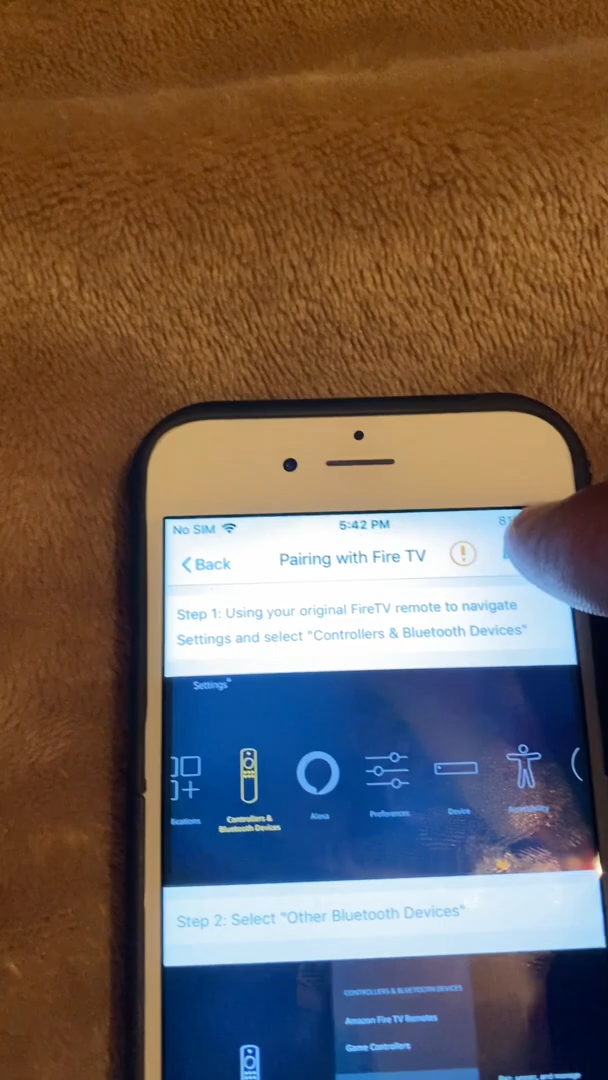 No SIM
5:42 PM
Back
Pairing with Fire TV
Step 1: Using your original FireTV remote to navigate
Settings and select "Controllers & Bluetooth Devices"
Settings
Controllers &
Bluetooth Devices
Alexa
Preferences
Device
Accessibility
Step 2: Select "Other Bluetooth Devices"
CONTROLLERS & BLUETOOTH DEVICES
Amazon Fire TV Remotes
Game Controllers